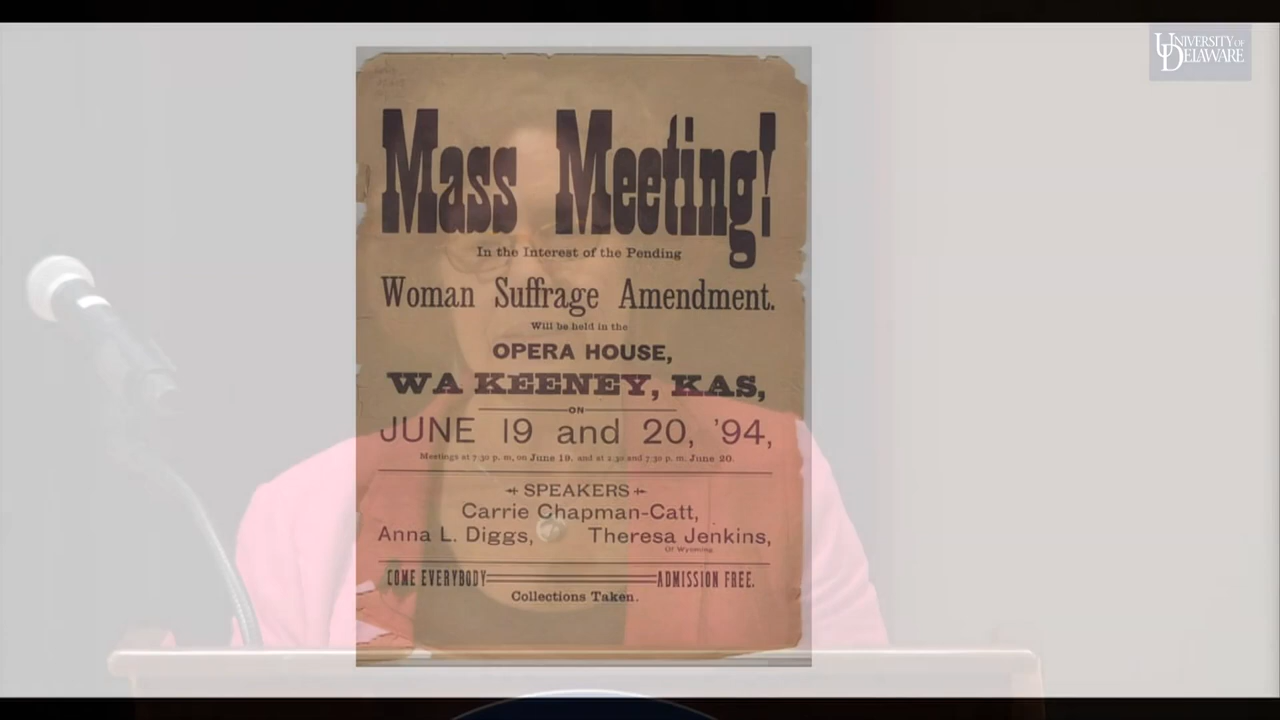 UNIVERSITY OF
DELAWARE
Mass Meeting!
In the Interest of the Pending
Woman Suffrage Amendment.
Will be held in the
OPERA HOUSE,
WA KEENEY, KAS,
ON
JUNE 19 and 20, '94,
Meetings at 7:30 p. m, on June 19, and at 2:30 and 7:30 p. m. June 20.
SPEAKERS
Carrie Chapman-Catt,
Anna L. Diggs, Theresa Jenkins,
Of Wyoming
COME EVERYBODY ADMISSION FREE.
Collections Taken.